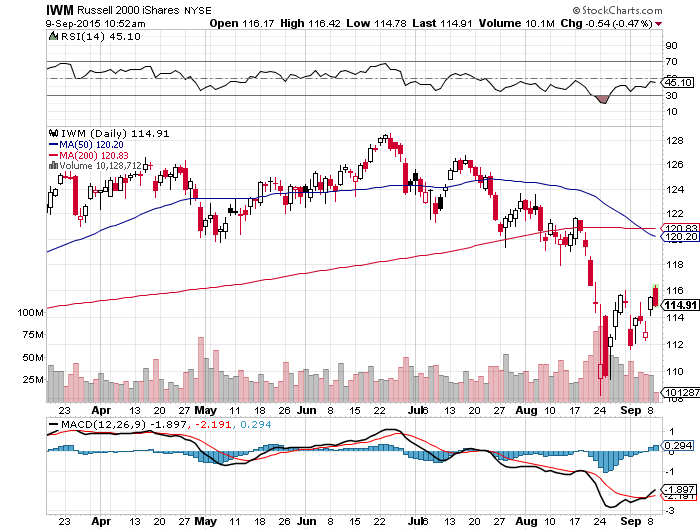 IWM Russell 2000 iShares NYSE © StockCharts.com
9-Sep-2015 10:52am Open 116.17 High 116.42 Low 114.78 Last 114.91 Volume 10.1M Chg -0.54 (-0.47%)
RSI(14) 45.10
90
70
50
45.10
30
10
IWM (Daily) 114.91
MA(50) 120.20
MA(200) 120.83
Volume 10,128,712
128
126
124
122
120.83
120.20
120
118
116
114.91
114
112
110
108
100M
75M
50M
25M
101287
23 Apr 6 13 20 27 May 11 18 26 Jun 8 15 22 Jul 6 13 20 27 Aug 10 17 24 Sep 8
MACD(12,26,9) -1.897, -2.191, 0.294
1
0.294
0
-1
-1.897
-2.191
-3
23 Apr 6 13 20 27 May 11 18 26 Jun 8 15 22 Jul 6 13 20 27 Aug 10 17 24 Sep 8